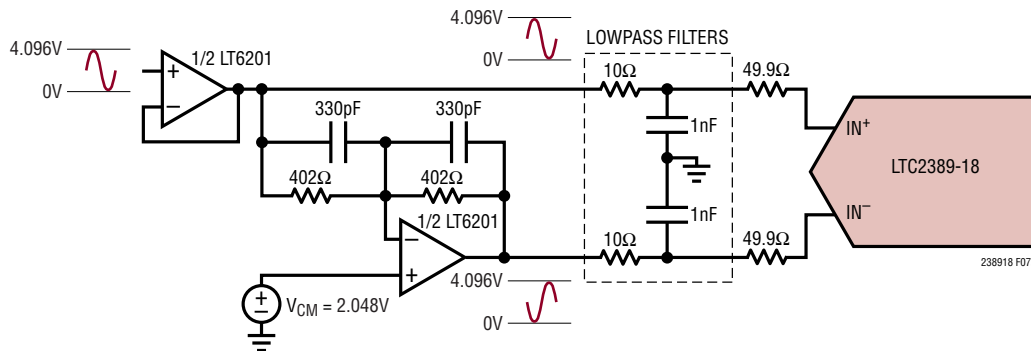 4.096V
0V
1/2 LT6201
+
–
4.096V
0V
LOWPASS FILTERS
10Ω
49.9Ω
330pF
330pF
1nF
IN+
402Ω
402Ω
LTC2389-18
1/2 LT6201
1nF
IN–
–
+
10Ω
49.9Ω
238918 F07
+
–
VCM = 2.048V
4.096V
0V